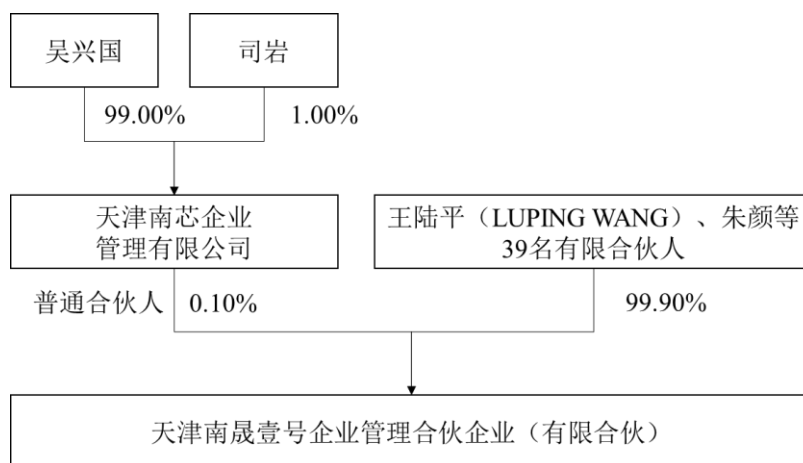 吴兴国
司岩
99.00%
1.00%
天津南芯企业
管理有限公司
王陆平（LUPING WANG）、朱颜等
39名有限合伙人
普通合伙人
0.10%
99.90%
天津南晟壹号企业管理合伙企业（有限合伙）